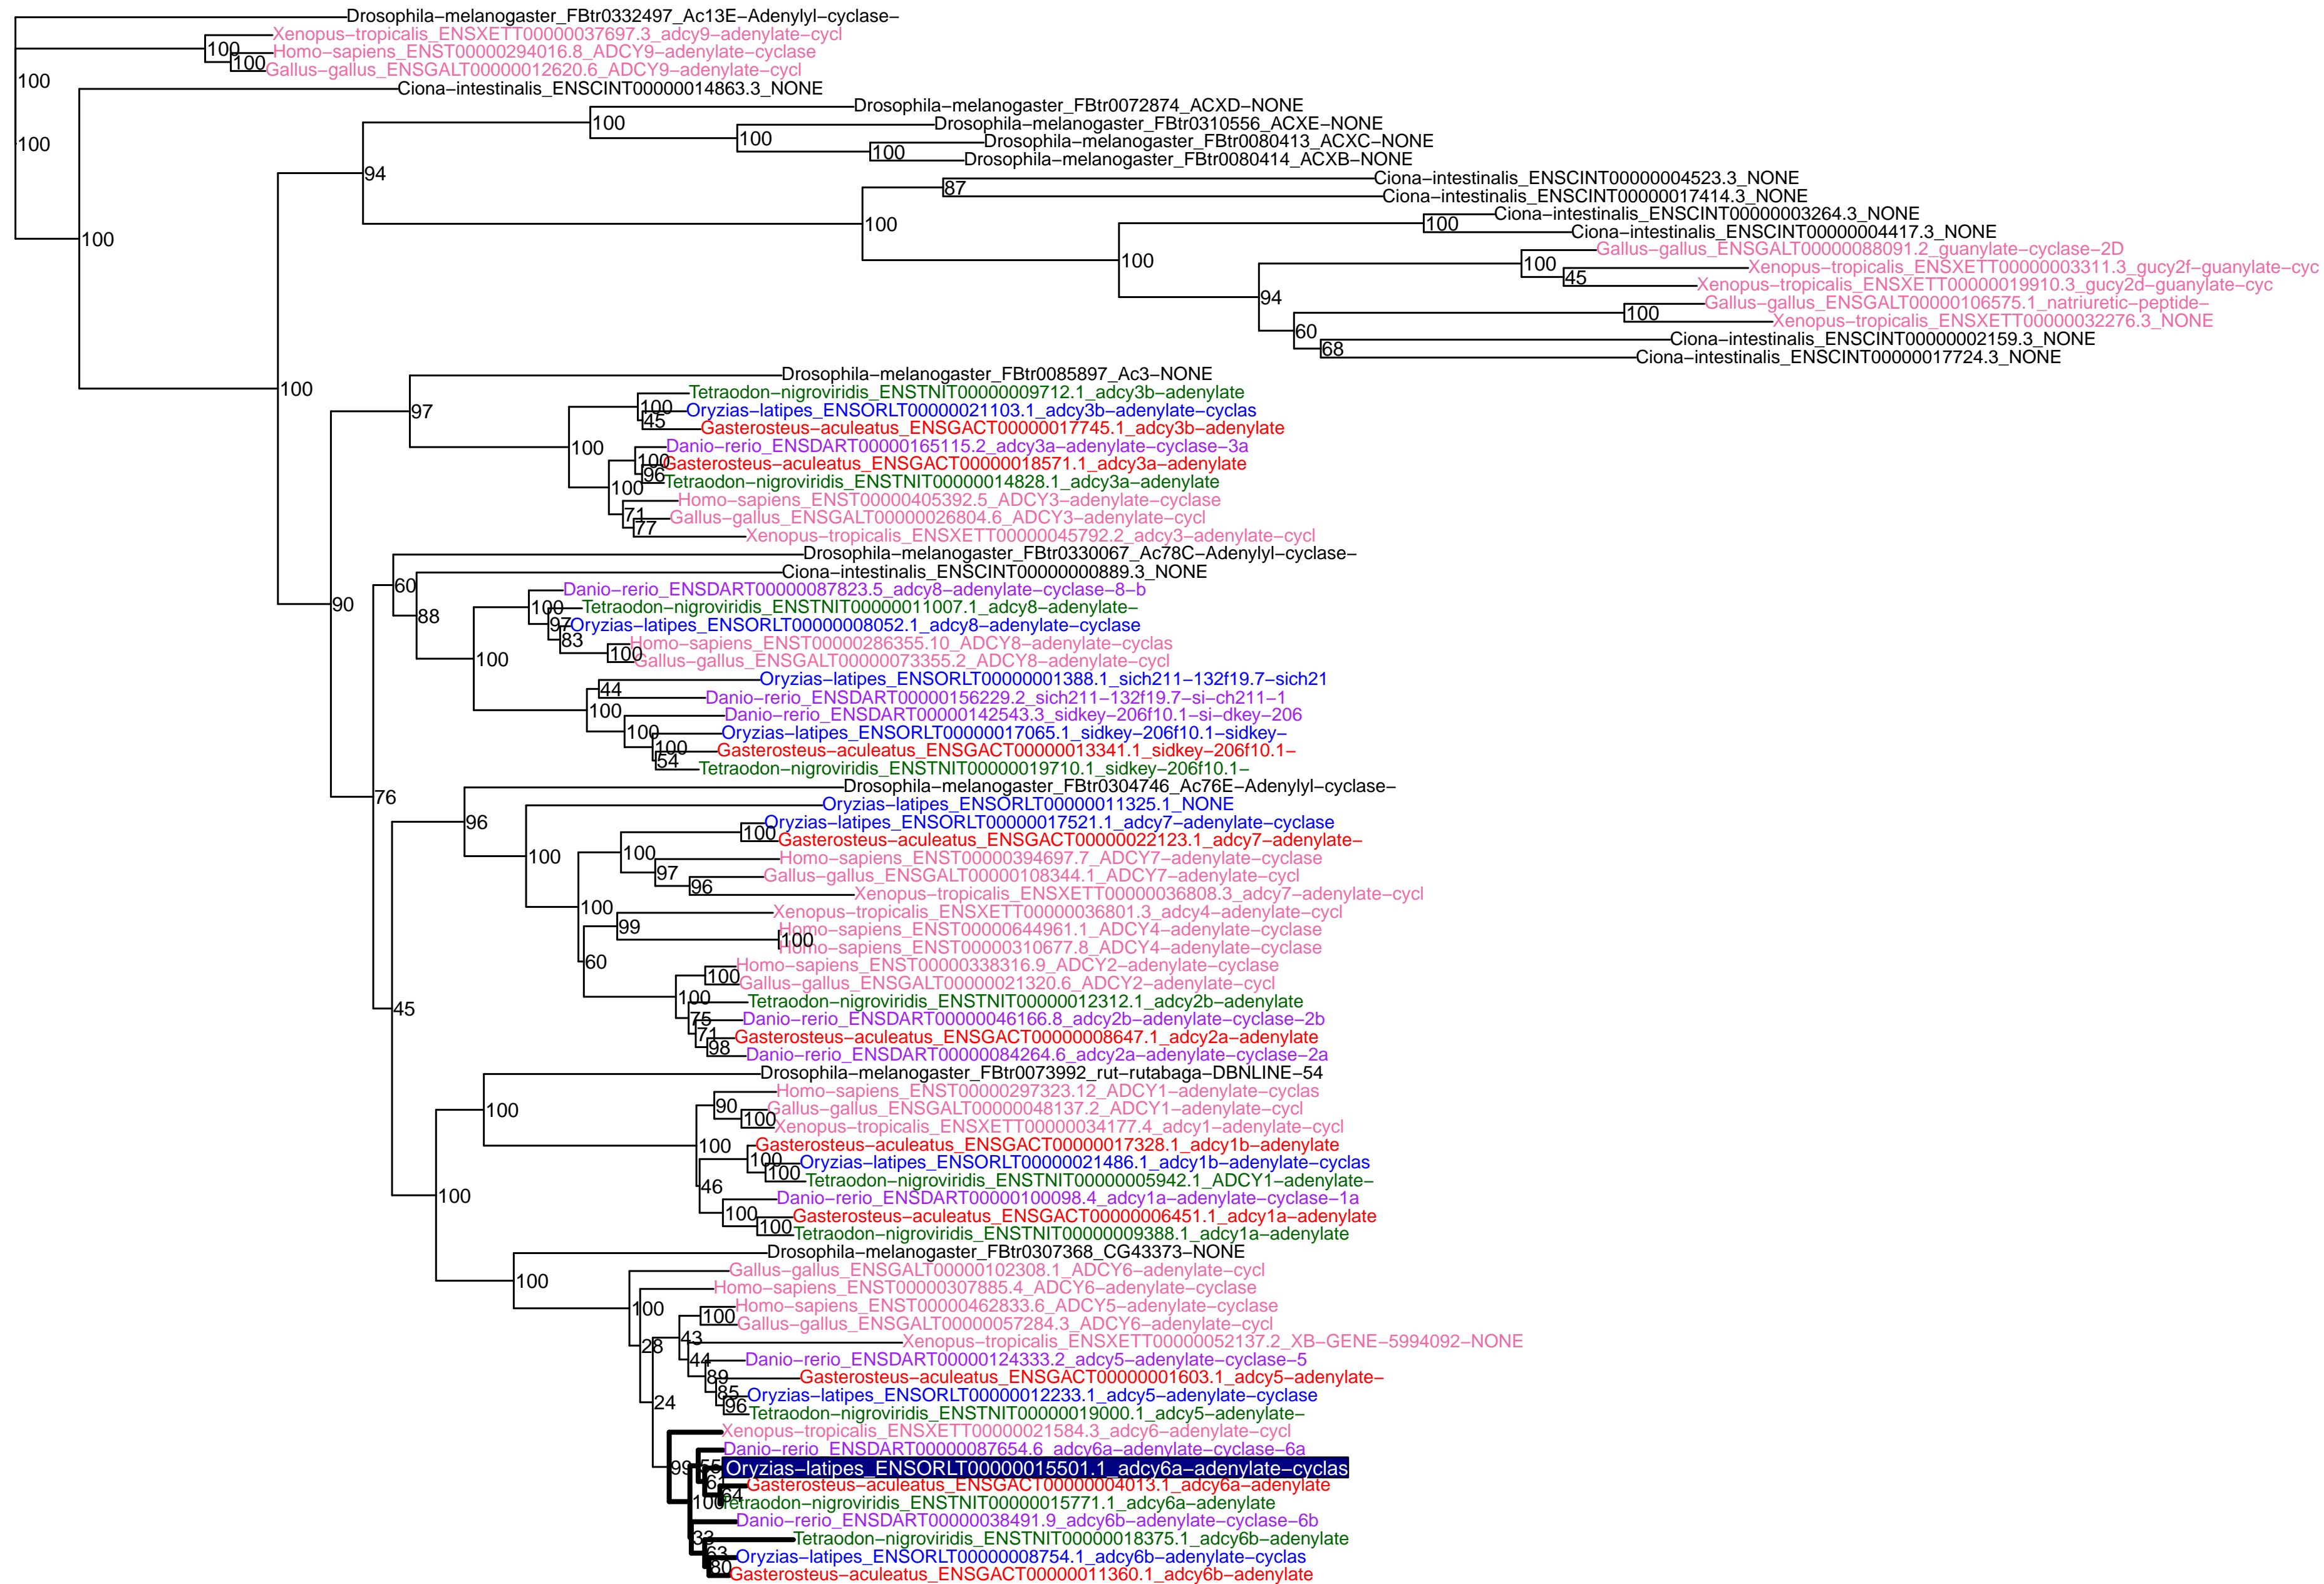 Drosophila−melanogaster_FBtr0332497_Ac13E−Adenylyl−cyclase−
Xenopus−tropicalis_ENSXETT00000037697.3_adcy9−adenylate−cycl
100
Homo−sapiens_ENST00000294016.8_ADCY9−adenylate−cyclase
100
Gallus−gallus_ENSGALT00000012620.6_ADCY9−adenylate−cycl
100
Ciona−intestinalis_ENSCINT00000014863.3_NONE
Drosophila−melanogaster_FBtr0072874_ACXD−NONE
100
Drosophila−melanogaster_FBtr0310556_ACXE−NONE
100
100
Drosophila−melanogaster_FBtr0080413_ACXC−NONE
100
Drosophila−melanogaster_FBtr0080414_ACXB−NONE
94
Ciona−intestinalis_ENSCINT00000004523.3_NONE
87
Ciona−intestinalis_ENSCINT00000017414.3_NONE
100
Ciona−intestinalis_ENSCINT00000003264.3_NONE
100
Ciona−intestinalis_ENSCINT00000004417.3_NONE
100
100
Gallus−gallus_ENSGALT00000088091.2_guanylate−cyclase−2D
100
Xenopus−tropicalis_ENSXETT00000003311.3_gucy2f−guanylate−cyc
45
Xenopus−tropicalis_ENSXETT00000019910.3_gucy2d−guanylate−cyc
94
Gallus−gallus_ENSGALT00000106575.1_natriuretic−peptide−
100
Xenopus−tropicalis_ENSXETT00000032276.3_NONE
60
Ciona−intestinalis_ENSCINT00000002159.3_NONE
68
Ciona−intestinalis_ENSCINT00000017724.3_NONE
100
Drosophila−melanogaster_FBtr0085897_Ac3−NONE
97
Tetraodon−nigroviridis_ENSTNIT00000009712.1_adcy3b−adenylate
100
Oryzias−latipes_ENSORLT00000021103.1_adcy3b−adenylate−cyclas
45
Gasterosteus−aculeatus_ENSGACT00000017745.1_adcy3b−adenylate
100
Danio−rerio_ENSDART00000165115.2_adcy3a−adenylate−cyclase−3a
100
Gasterosteus−aculeatus_ENSGACT00000018571.1_adcy3a−adenylate
96
Tetraodon−nigroviridis_ENSTNIT00000014828.1_adcy3a−adenylate
100
Homo−sapiens_ENST00000405392.5_ADCY3−adenylate−cyclase
71
Gallus−gallus_ENSGALT00000026804.6_ADCY3−adenylate−cycl
77
Xenopus−tropicalis_ENSXETT00000045792.2_adcy3−adenylate−cycl
90
Drosophila−melanogaster_FBtr0330067_Ac78C−Adenylyl−cyclase−
60
Ciona−intestinalis_ENSCINT00000000889.3_NONE
88
Danio−rerio_ENSDART00000087823.5_adcy8−adenylate−cyclase−8−b
100
Tetraodon−nigroviridis_ENSTNIT00000011007.1_adcy8−adenylate−
97
Oryzias−latipes_ENSORLT00000008052.1_adcy8−adenylate−cyclase
83
Homo−sapiens_ENST00000286355.10_ADCY8−adenylate−cyclas
100
Gallus−gallus_ENSGALT00000073355.2_ADCY8−adenylate−cycl
100
Oryzias−latipes_ENSORLT00000001388.1_sich211−132f19.7−sich21
44
Danio−rerio_ENSDART00000156229.2_sich211−132f19.7−si−ch211−1
100
Danio−rerio_ENSDART00000142543.3_sidkey−206f10.1−si−dkey−206
100
Oryzias−latipes_ENSORLT00000017065.1_sidkey−206f10.1−sidkey−
100
Gasterosteus−aculeatus_ENSGACT00000013341.1_sidkey−206f10.1−
54
Tetraodon−nigroviridis_ENSTNIT00000019710.1_sidkey−206f10.1−
76
Drosophila−melanogaster_FBtr0304746_Ac76E−Adenylyl−cyclase−
96
Oryzias−latipes_ENSORLT00000011325.1_NONE
100
Oryzias−latipes_ENSORLT00000017521.1_adcy7−adenylate−cyclase
100
Gasterosteus−aculeatus_ENSGACT00000022123.1_adcy7−adenylate−
100
Homo−sapiens_ENST00000394697.7_ADCY7−adenylate−cyclase
97
Gallus−gallus_ENSGALT00000108344.1_ADCY7−adenylate−cycl
96
Xenopus−tropicalis_ENSXETT00000036808.3_adcy7−adenylate−cycl
100
Xenopus−tropicalis_ENSXETT00000036801.3_adcy4−adenylate−cycl
99
Homo−sapiens_ENST00000644961.1_ADCY4−adenylate−cyclase
100
Homo−sapiens_ENST00000310677.8_ADCY4−adenylate−cyclase
60
Homo−sapiens_ENST00000338316.9_ADCY2−adenylate−cyclase
100
Gallus−gallus_ENSGALT00000021320.6_ADCY2−adenylate−cycl
100
Tetraodon−nigroviridis_ENSTNIT00000012312.1_adcy2b−adenylate
75
Danio−rerio_ENSDART00000046166.8_adcy2b−adenylate−cyclase−2b
71
Gasterosteus−aculeatus_ENSGACT00000008647.1_adcy2a−adenylate
98
Danio−rerio_ENSDART00000084264.6_adcy2a−adenylate−cyclase−2a
45
Drosophila−melanogaster_FBtr0073992_rut−rutabaga−DBNLINE−54
100
Homo−sapiens_ENST00000297323.12_ADCY1−adenylate−cyclas
90
Gallus−gallus_ENSGALT00000048137.2_ADCY1−adenylate−cycl
100
Xenopus−tropicalis_ENSXETT00000034177.4_adcy1−adenylate−cycl
100
Gasterosteus−aculeatus_ENSGACT00000017328.1_adcy1b−adenylate
100
Oryzias−latipes_ENSORLT00000021486.1_adcy1b−adenylate−cyclas
100
Tetraodon−nigroviridis_ENSTNIT00000005942.1_ADCY1−adenylate−
46
Danio−rerio_ENSDART00000100098.4_adcy1a−adenylate−cyclase−1a
100
Gasterosteus−aculeatus_ENSGACT00000006451.1_adcy1a−adenylate
100
Tetraodon−nigroviridis_ENSTNIT00000009388.1_adcy1a−adenylate
100
Drosophila−melanogaster_FBtr0307368_CG43373−NONE
100
Gallus−gallus_ENSGALT00000102308.1_ADCY6−adenylate−cycl
100
Homo−sapiens_ENST00000307885.4_ADCY6−adenylate−cyclase
28
Homo−sapiens_ENST00000462833.6_ADCY5−adenylate−cyclase
100
Gallus−gallus_ENSGALT00000057284.3_ADCY6−adenylate−cycl
43
Xenopus−tropicalis_ENSXETT00000052137.2_XB−GENE−5994092−NONE
44
Danio−rerio_ENSDART00000124333.2_adcy5−adenylate−cyclase−5
89
Gasterosteus−aculeatus_ENSGACT00000001603.1_adcy5−adenylate−
85
Oryzias−latipes_ENSORLT00000012233.1_adcy5−adenylate−cyclase
96
Tetraodon−nigroviridis_ENSTNIT00000019000.1_adcy5−adenylate−
24
Xenopus−tropicalis_ENSXETT00000021584.3_adcy6−adenylate−cycl
99
Danio−rerio_ENSDART00000087654.6_adcy6a−adenylate−cyclase−6a
Oryzias−latipes_ENSORLT00000015501.1_adcy6a−adenylate−cyclas
Gasterosteus−aculeatus_ENSGACT00000004013.1_adcy6a−adenylate
64
Tetraodon−nigroviridis_ENSTNIT00000015771.1_adcy6a−adenylate
100
Danio−rerio_ENSDART00000038491.9_adcy6b−adenylate−cyclase−6b
33
Tetraodon−nigroviridis_ENSTNIT00000018375.1_adcy6b−adenylate
63
Oryzias−latipes_ENSORLT00000008754.1_adcy6b−adenylate−cyclas
80
Gasterosteus−aculeatus_ENSGACT00000011360.1_adcy6b−adenylate